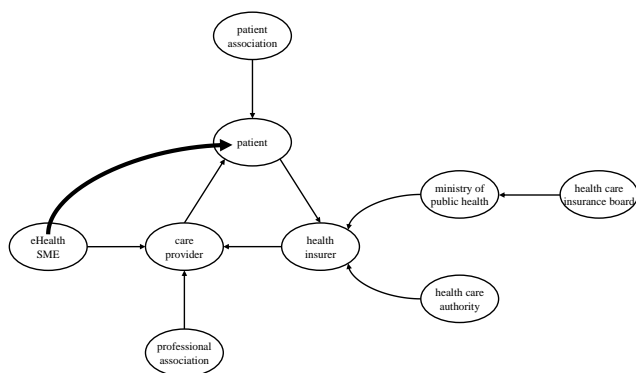 patient
association
patient
ministry of
public health
health care
insurance board
eHealth
SME
care
provider
health
insurer
health care
authority
professional
association